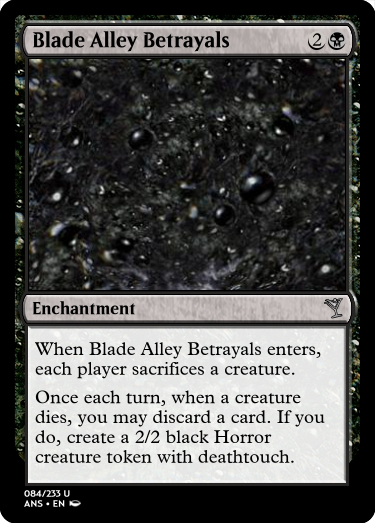 Blade Alley Betrayals 2
Enchantment
When Blade Alley Betrayals enters,
each player sacrifices a creature.
Once each turn, when a creature
dies, you may discard a card. If you
do, create a 2/2 black Horror
creature token with deathtouch.
084/233 U
ANS • EN